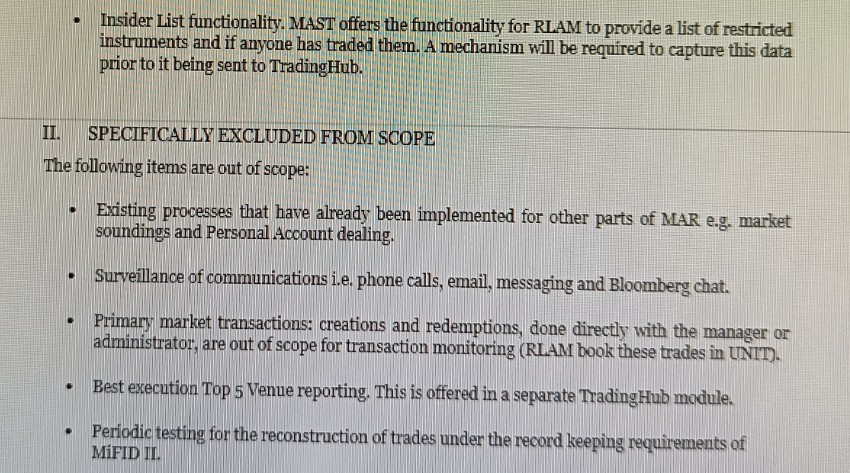 • Insider List functionality. MAST offers the functionality for RLAM to provide a list of restricted
instruments and if anyone has traded them. A mechanism will be required to capture this data
prior to it being sent to TradingHub.
II. SPECIFICALLY EXCLUDED FROM SCOPE
The following items are out of scope:
• Existing processes that have already been implemented for other parts of MAR e.g. market
soundings and Personal Account dealing.
• Surveillance of communications i.e. phone calls, email, messaging and Bloomberg chat.
• Primary market transactions: creations and redemptions, done directly with the manager or
administrator, are out of scope for transaction monitoring (RLAM book these trades in UNIT).
• Best execution Top 5 Venue reporting. This is offered in a separate TradingHub module.
• Periodic testing for the reconstruction of trades under the record keeping requirements of
MiFID II.